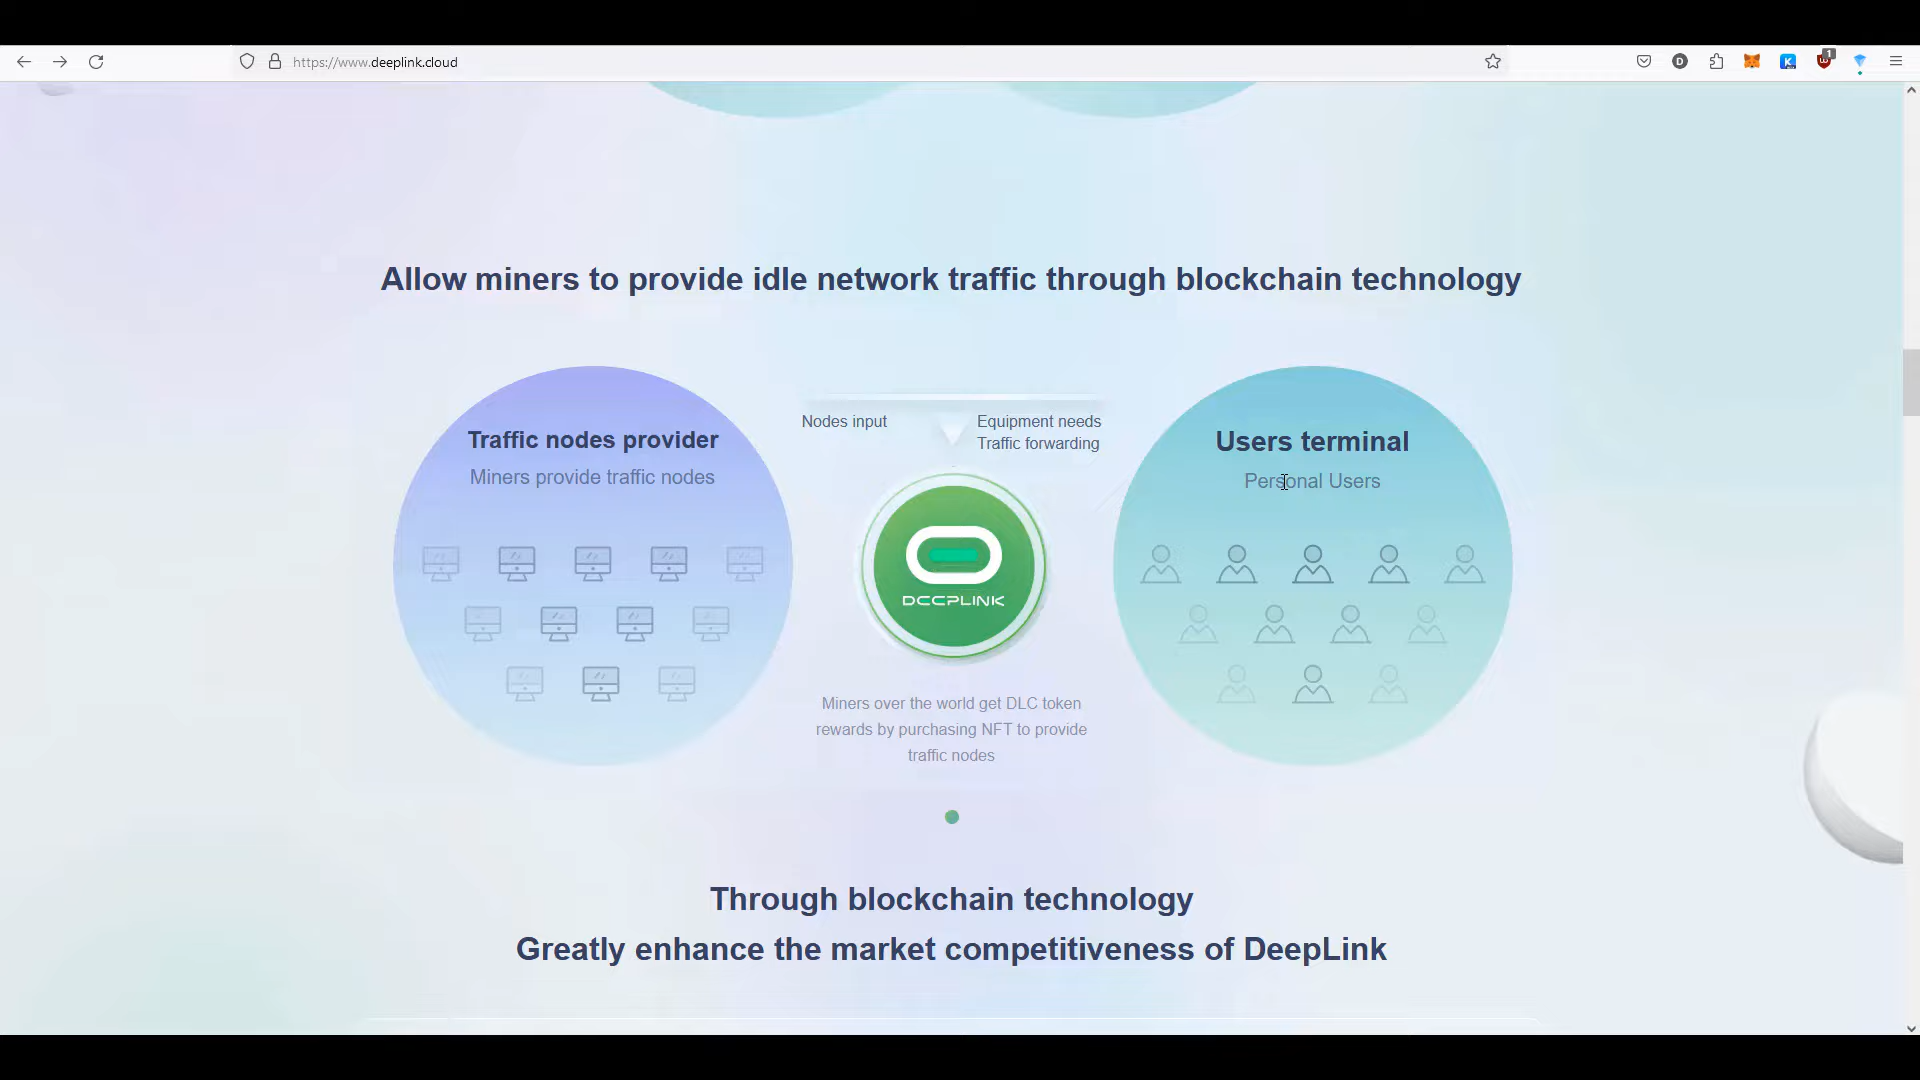 https://www.deeplink.cloud
D
K
1
Allow miners to provide idle network traffic through blockchain technology
Traffic nodes provider
Miners provide traffic nodes
Nodes input
Equipment needs
Traffic forwarding
Users terminal
Personal Users
DEEPLINK
Miners over the world get DLC token
rewards by purchasing NFT to provide
traffic nodes
Through blockchain technology
Greatly enhance the market competitiveness of DeepLink